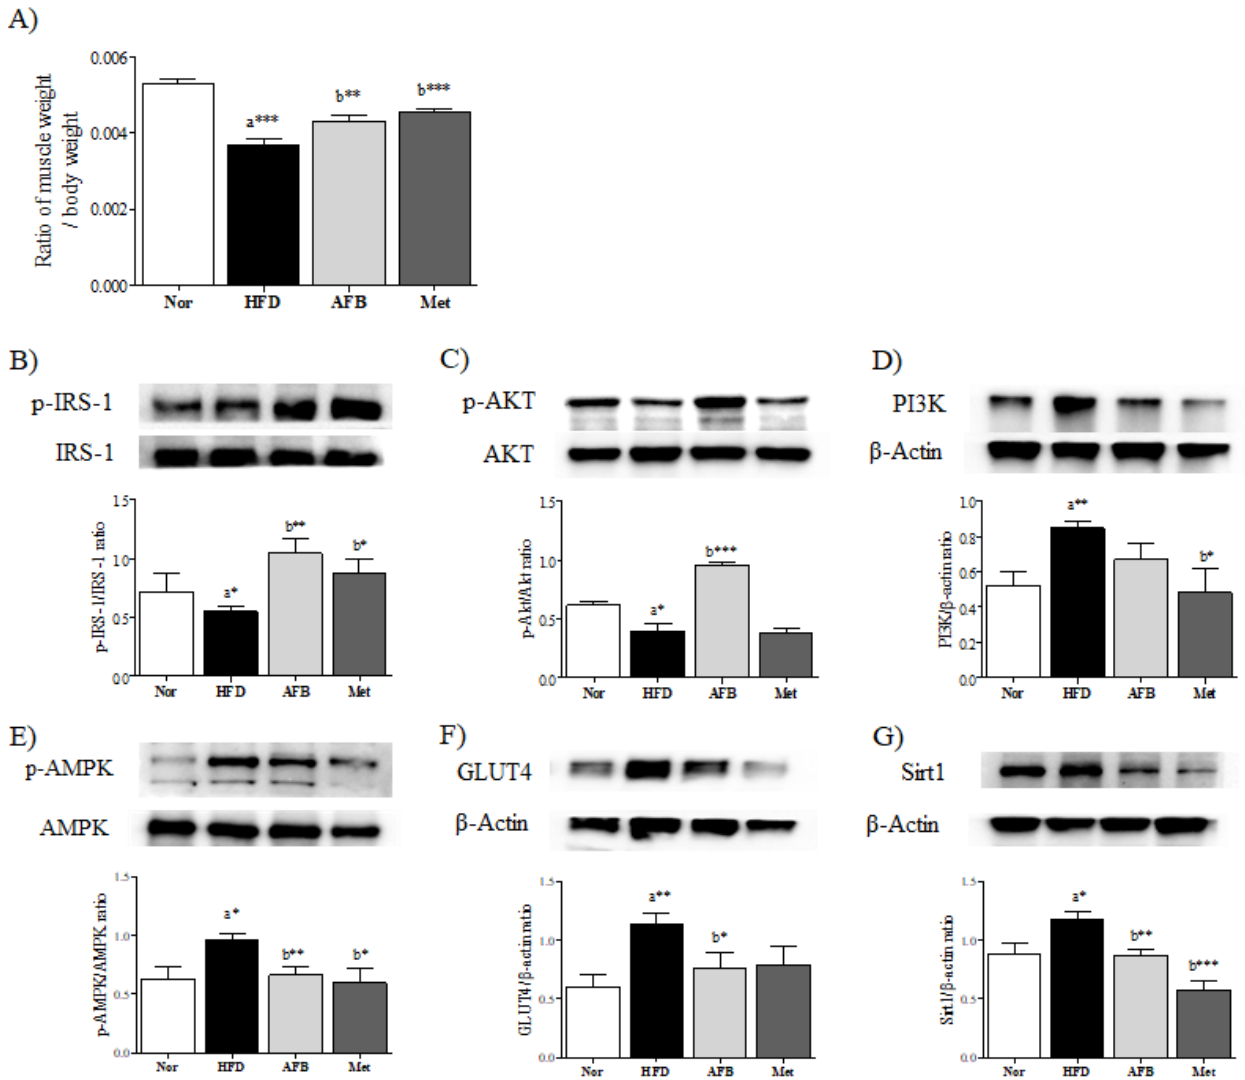 A)
Ratio of muscle weight
/ body weight
0.006
0.004
0.002
0.000
a***
b**
b***
Nor HFD AFB Met
B)
p-IRS-1
IRS-1
p-IRS-1/IRS-1 ratio
1.5
1.0
0.5
0.0
a*
b**
b*
Nor HFD AFB Met
C)
p-AKT
AKT
p-Akt/Akt ratio
1.5
1.0
0.5
0.0
a*
b***
Nor HFD AFB Met
D)
PI3K
β-Actin
PI3K/β-actin ratio
1.0
0.8
0.6
0.4
0.2
0.0
a**
b*
Nor HFD AFB Met
E)
p-AMPK
AMPK
p-AMPK/AMPK ratio
1.5
1.0
0.5
0.0
a*
b**
b*
Nor HFD AFB Met
F)
GLUT4
β-Actin
GLUT4/β-actin ratio
1.5
1.0
0.5
0.0
a**
b*
Nor HFD AFB Met
G)
Sirt1
β-Actin
Sirt1/β-actin ratio
1.5
1.0
0.5
0.0
a*
b**
b***
Nor HFD AFB Met